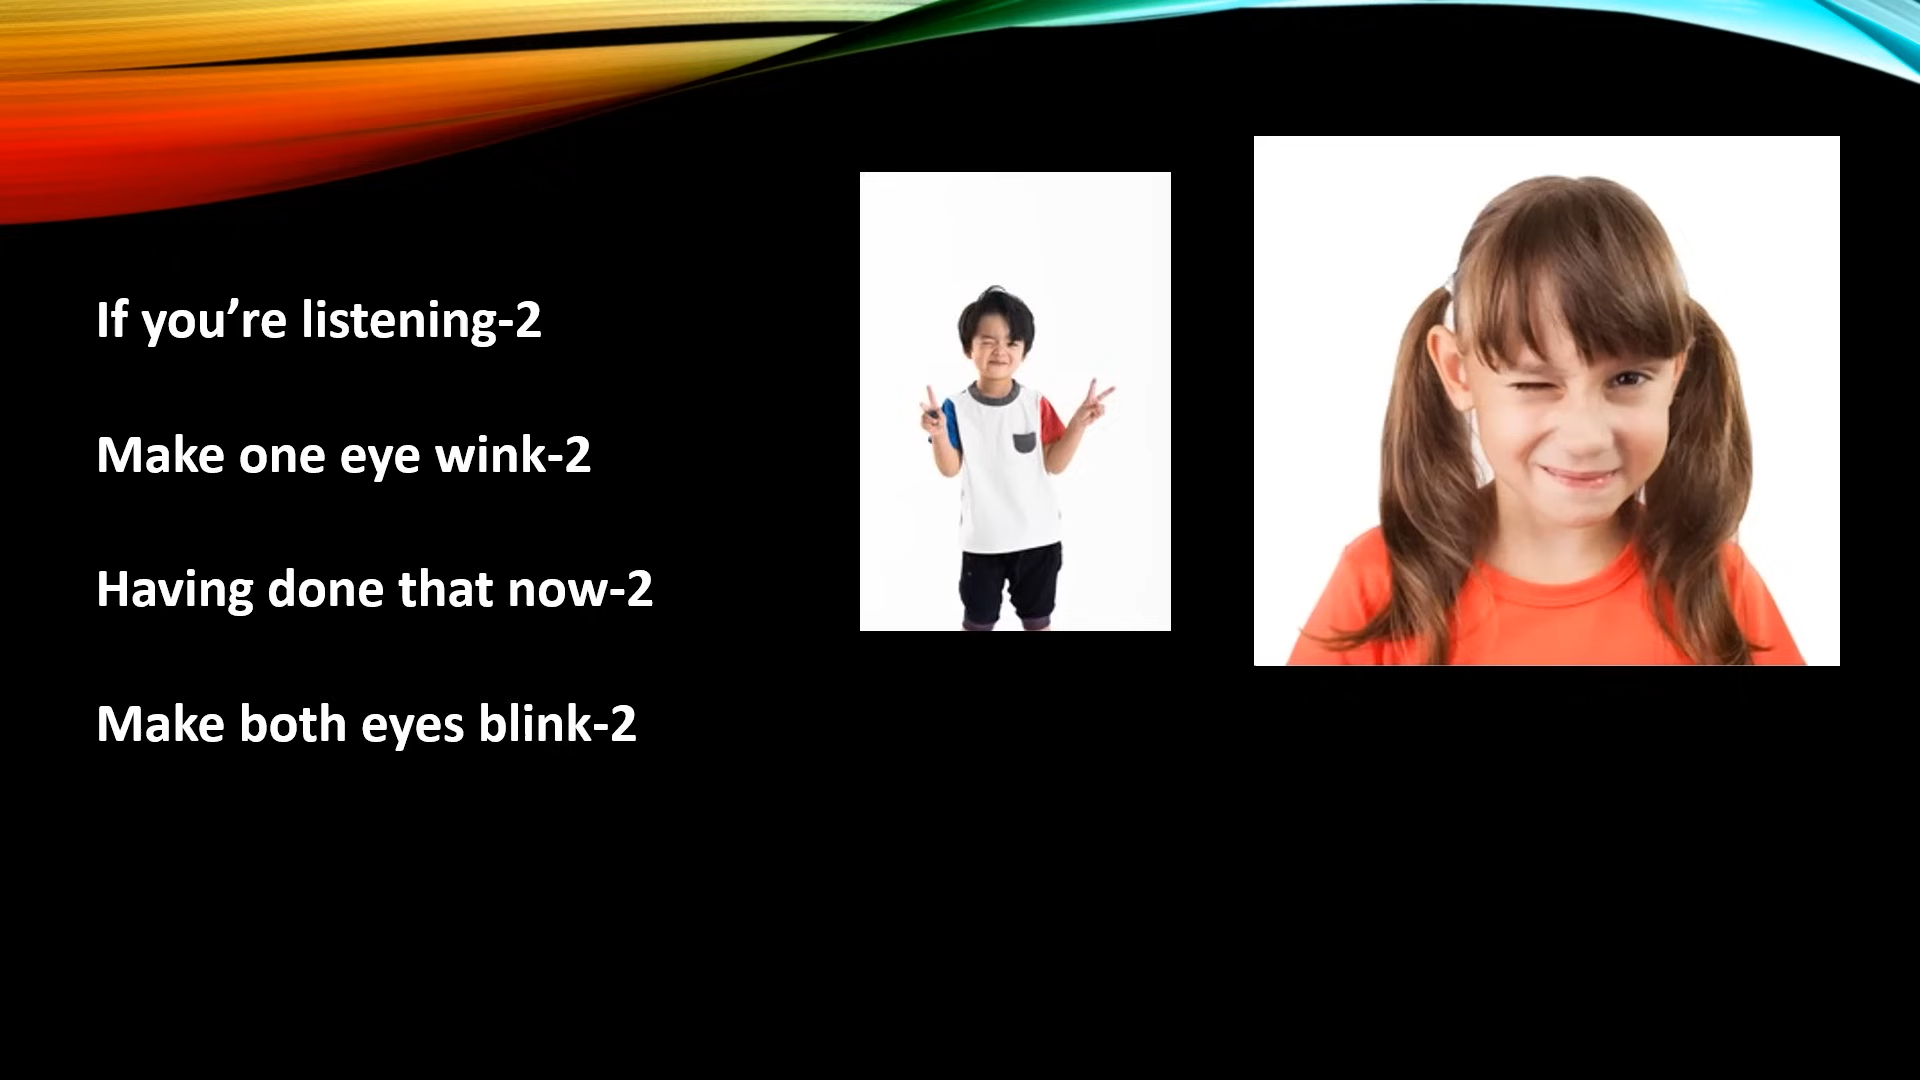 If you’re listening-2
Make one eye wink-2
Having done that now-2
Make both eyes blink-2